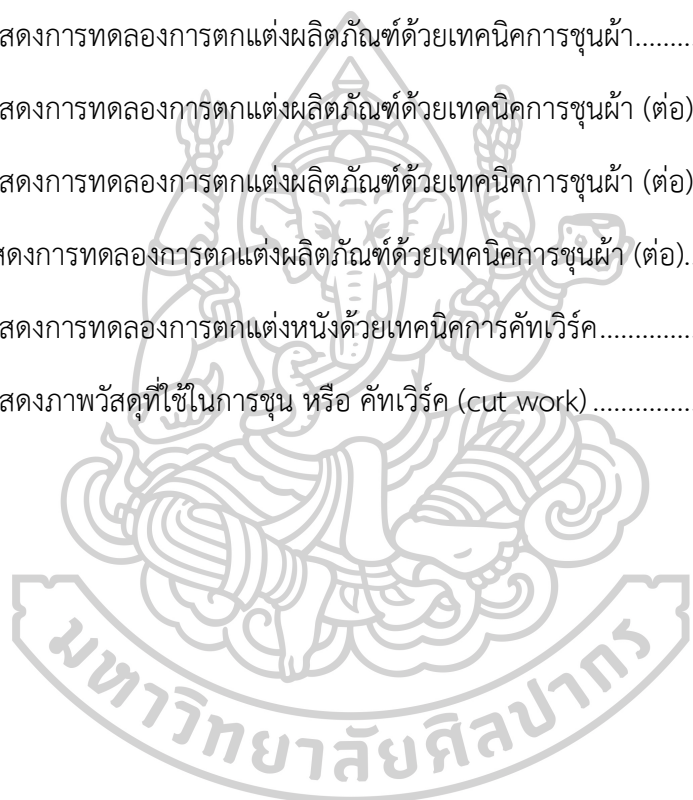 สดงการทดลองการตกแต่งผลิตภัณฑ์ด้วยเทคนิคการชุนผ้า........
สดงการทดลองการตกแต่งผลิตภัณฑ์ด้วยเทคนิคการชุนผ้า (ต่อ)
สดงการทดลองการตกแต่งผลิตภัณฑ์ด้วยเทคนิคการชุนผ้า (ต่อ)
สดงการทดลองการตกแต่งผลิตภัณฑ์ด้วยเทคนิคการชุนผ้า (ต่อ).
สดงการทดลองการตกแต่งหนังด้วยเทคนิคการคัทเวิร์ค..............
สดงภาพวัสดุที่ใช้ในการชุน หรือ คัทเวิร์ค (cut work) ...............
มหาวิทยาลัยศิลปากร